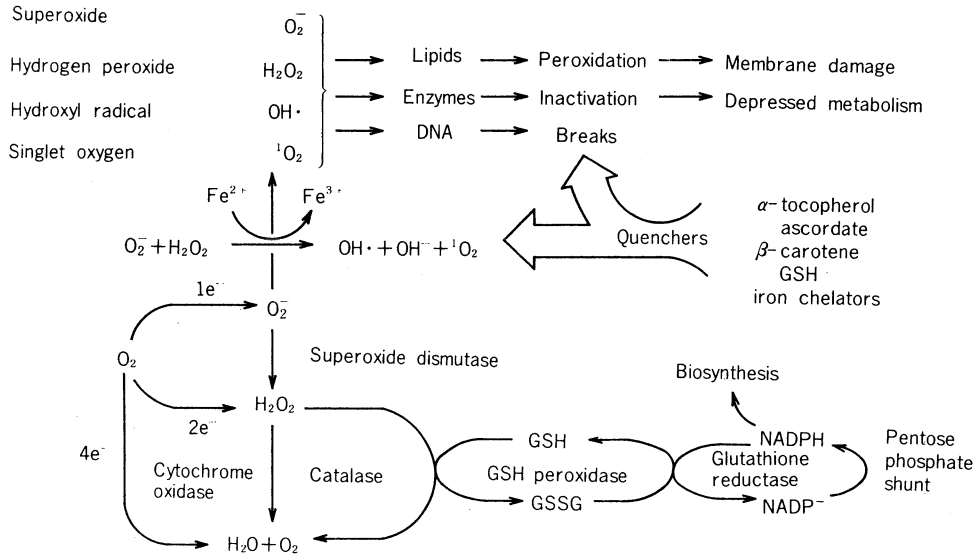 Superoxide O₂⁻
Hydrogen peroxide H₂O₂ Lipids Peroxidation Membrane damage
Hydroxyl radical OH· Enzymes Inactivation Depressed metabolism
Singlet oxygen ¹O₂ DNA Breaks
Fe²⁺ Fe³⁺
O₂⁻+H₂O₂ OH·+OH⁻+¹O₂
Quenchers
α-tocopherol
ascordate
β-carotene
GSH
iron chelators
1e⁻ O₂⁻
O₂
Superoxide dismutase
2e⁻ H₂O₂
4e⁻
Cytochrome
oxidase
Catalase
H₂O+O₂
GSH
GSH peroxidase
GSSG
Biosynthesis
NADPH
Glutathione
reductase
NADP⁻
Pentose
phosphate
shunt